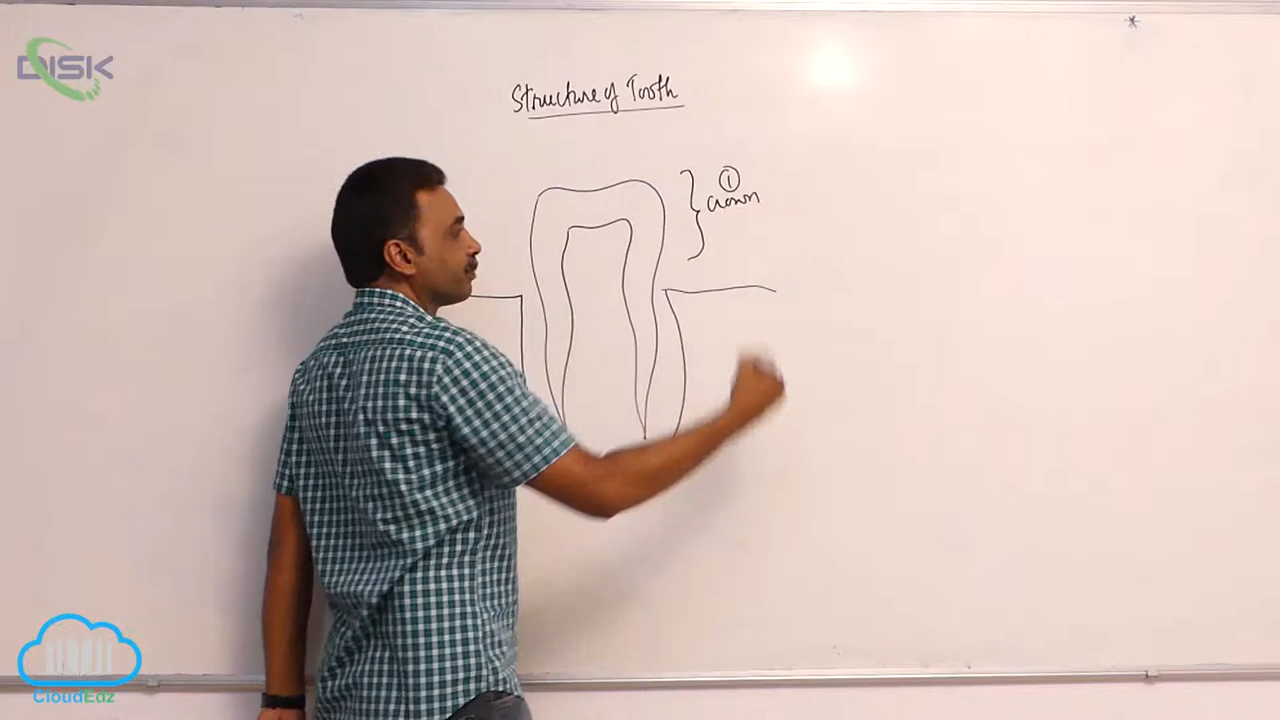 DISK
Structure of Tooth
①
Crown
CloudEdz